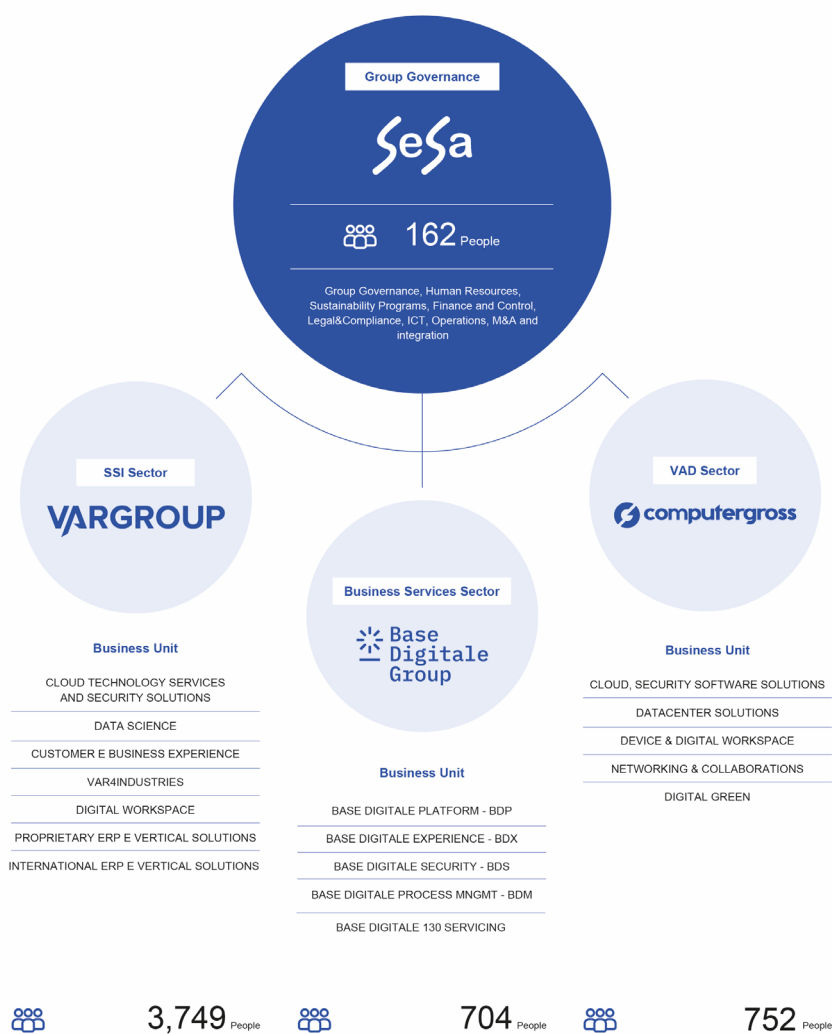 Group Governance
SeSa
162 People
Group Governance, Human Resources,
Sustainability Programs, Finance and Control,
Legal&Compliance, ICT, Operations, M&A and
integration
SSI Sector
VARGROUP
Business Unit
CLOUD TECHNOLOGY SERVICES
AND SECURITY SOLUTIONS
DATA SCIENCE
CUSTOMER E BUSINESS EXPERIENCE
VAR4INDUSTRIES
DIGITAL WORKSPACE
PROPRIETARY ERP E VERTICAL SOLUTIONS
INTERNATIONAL ERP E VERTICAL SOLUTIONS
3,749 People
Business Services Sector
Base
Digitale
Group
Business Unit
BASE DIGITALE PLATFORM - BDP
BASE DIGITALE EXPERIENCE - BDX
BASE DIGITALE SECURITY - BDS
BASE DIGITALE PROCESS MNGMT - BDM
BASE DIGITALE 130 SERVICING
704 People
VAD Sector
computergross
Business Unit
CLOUD, SECURITY SOFTWARE SOLUTIONS
DATACENTER SOLUTIONS
DEVICE & DIGITAL WORKSPACE
NETWORKING & COLLABORATIONS
DIGITAL GREEN
752 People